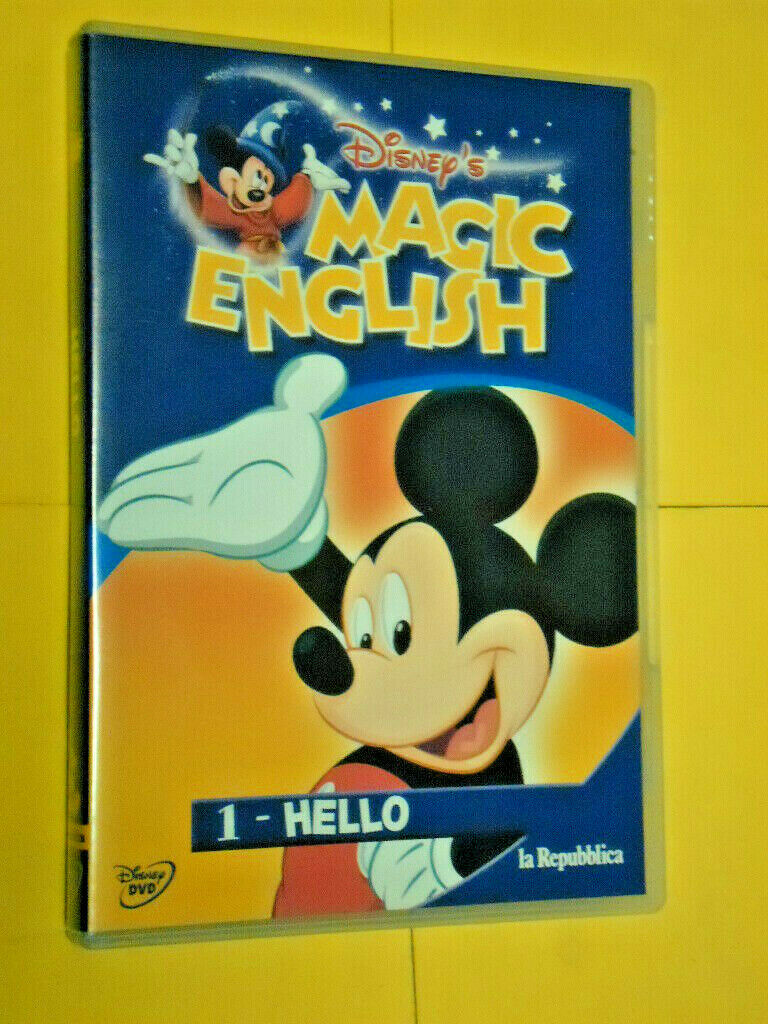 Disney's
MAGIC
ENGLISH
1 - HELLO
la Repubblica
Disney
DVD